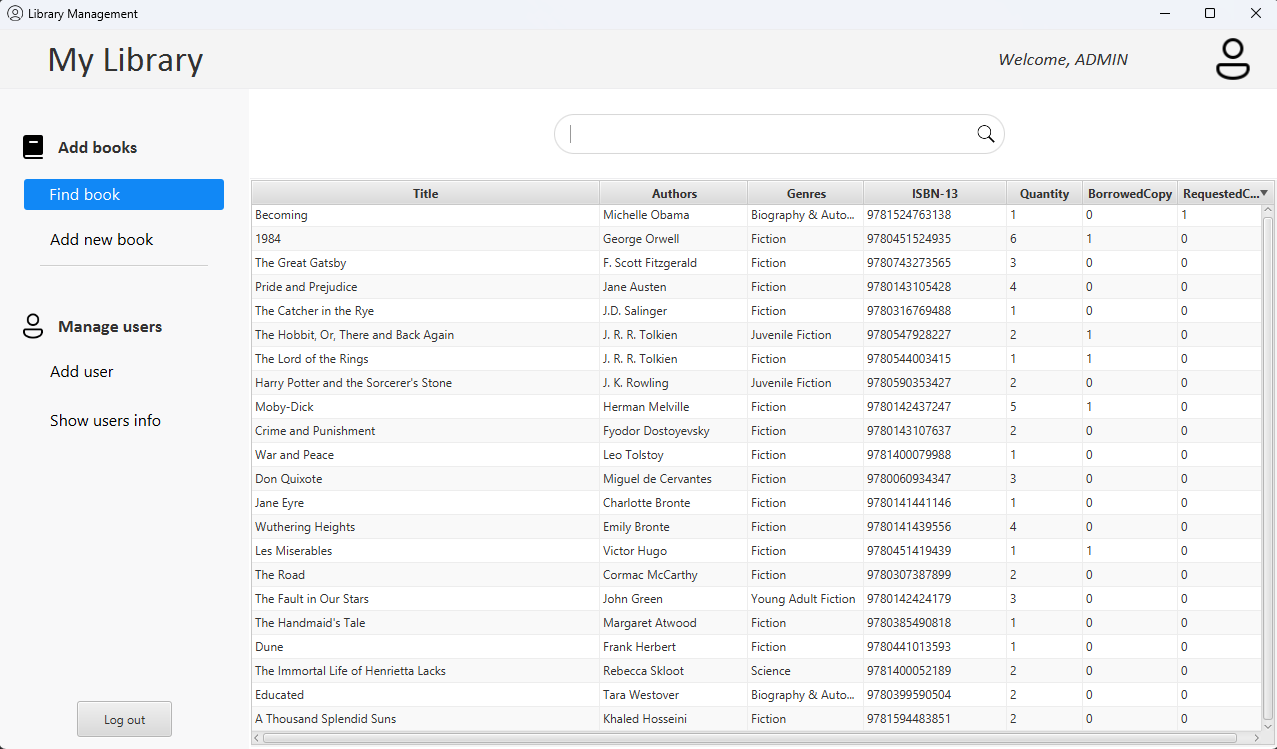 Library Management
My Library
Welcome, ADMIN
Add books
Find book
Add new book
Manage users
Add user
Show users info
Log out
Title Authors Genres ISBN-13 Quantity BorrowedCopy RequestedC...
Becoming Michelle Obama Biography & Auto... 9781524763138 1 0 1
1984 George Orwell Fiction 9780451524935 6 1 0
The Great Gatsby F. Scott Fitzgerald Fiction 9780743273565 3 0 0
Pride and Prejudice Jane Austen Fiction 9780143105428 4 0 0
The Catcher in the Rye J.D. Salinger Fiction 9780316769488 1 0 0
The Hobbit, Or, There and Back Again J. R. R. Tolkien Juvenile Fiction 9780547928227 2 1 0
The Lord of the Rings J. R. R. Tolkien Fiction 9780544003415 1 1 0
Harry Potter and the Sorcerer's Stone J. K. Rowling Juvenile Fiction 9780590353427 2 0 0
Moby-Dick Herman Melville Fiction 9780142437247 5 1 0
Crime and Punishment Fyodor Dostoyevsky Fiction 9780143107637 2 0 0
War and Peace Leo Tolstoy Fiction 9781400079988 1 0 0
Don Quixote Miguel de Cervantes Fiction 9780060934347 3 0 0
Jane Eyre Charlotte Bronte Fiction 9780141441146 1 0 0
Wuthering Heights Emily Bronte Fiction 9780141439556 4 0 0
Les Miserables Victor Hugo Fiction 9780451419439 1 1 0
The Road Cormac McCarthy Fiction 9780307387899 2 0 0
The Fault in Our Stars John Green Young Adult Fiction 9780142424179 3 0 0
The Handmaid's Tale Margaret Atwood Fiction 9780385490818 1 0 0
Dune Frank Herbert Fiction 9780441013593 1 0 0
The Immortal Life of Henrietta Lacks Rebecca Skloot Science 9781400052189 2 0 0
Educated Tara Westover Biography & Auto... 9780399590504 2 0 0
A Thousand Splendid Suns Khaled Hosseini Fiction 9781594483851 2 0 0